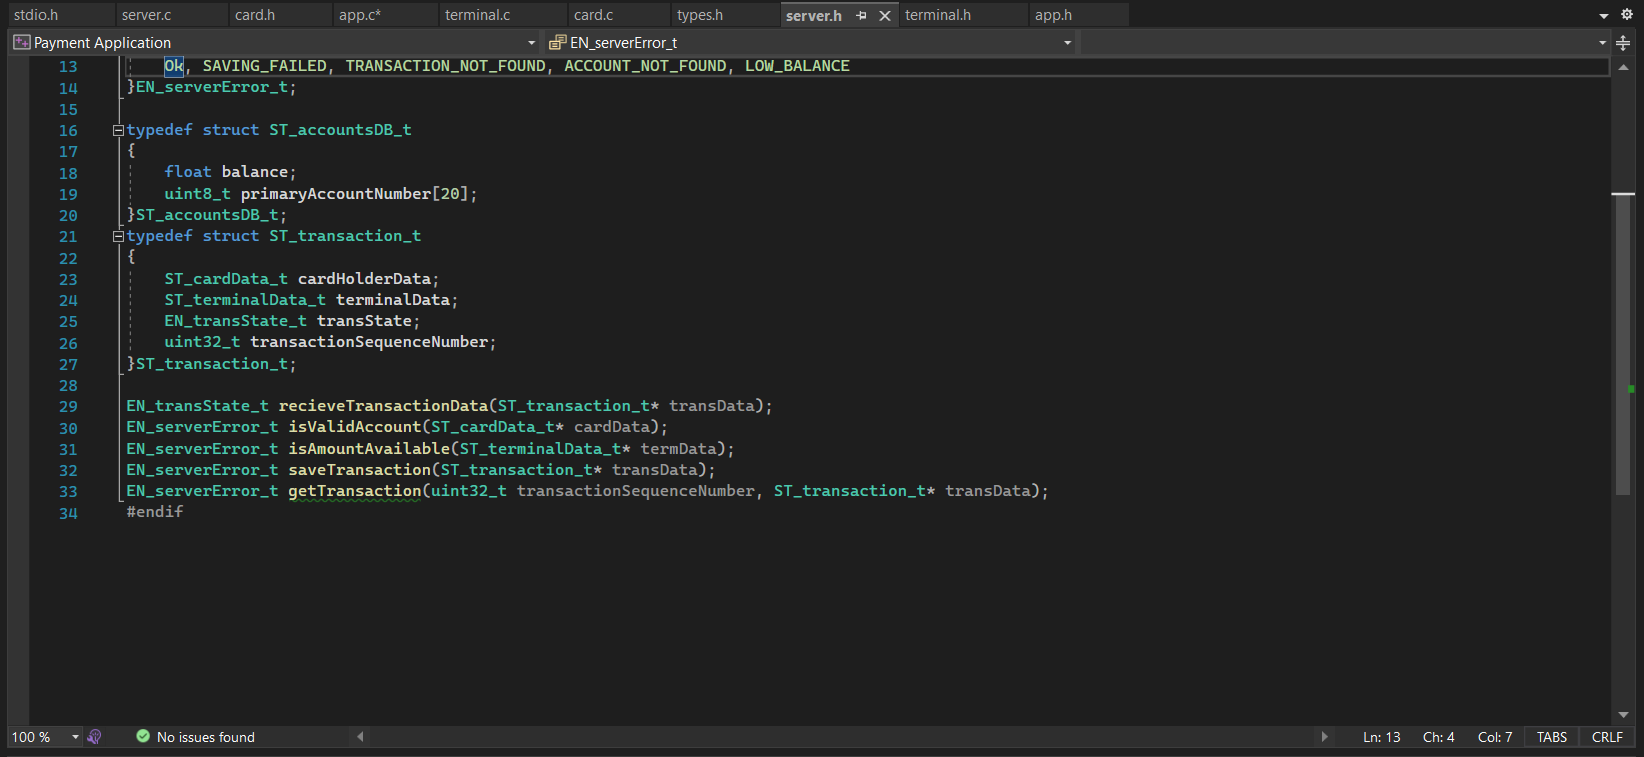 stdio.h server.c card.h app.c* terminal.c card.c types.h server.h terminal.h app.h
Payment Application EN_serverError_t
13 Ok, SAVING_FAILED, TRANSACTION_NOT_FOUND, ACCOUNT_NOT_FOUND, LOW_BALANCE
14 }EN_serverError_t;
15
16 typedef struct ST_accountsDB_t
17 {
18 float balance;
19 uint8_t primaryAccountNumber[20];
20 }ST_accountsDB_t;
21 typedef struct ST_transaction_t
22 {
23 ST_cardData_t cardHolderData;
24 ST_terminalData_t terminalData;
25 EN_transState_t transState;
26 uint32_t transactionSequenceNumber;
27 }ST_transaction_t;
28
29 EN_transState_t recieveTransactionData(ST_transaction_t* transData);
30 EN_serverError_t isValidAccount(ST_cardData_t* cardData);
31 EN_serverError_t isAmountAvailable(ST_terminalData_t* termData);
32 EN_serverError_t saveTransaction(ST_transaction_t* transData);
33 EN_serverError_t getTransaction(uint32_t transactionSequenceNumber, ST_transaction_t* transData);
34 #endif
100 % No issues found Ln: 13 Ch: 4 Col: 7 TABS CRLF